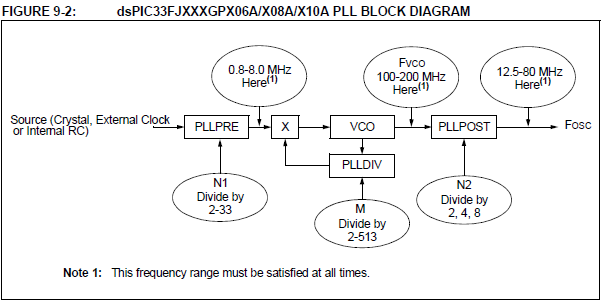 FIGURE 9-2: dsPIC33FJXXXGPX06A/X08A/X10A PLL BLOCK DIAGRAM
0.8-8.0 MHz
Here(1)
FVCO
100-200 MHz
Here(1)
12.5-80 MHz
Here(1)
Source (Crystal, External Clock
or Internal RC)
PLLPRE
X
VCO
PLLPOST
FOSC
PLLDIV
N1
Divide by
2-33
M
Divide by
2-513
N2
Divide by
2, 4, 8
Note 1: This frequency range must be satisfied at all times.